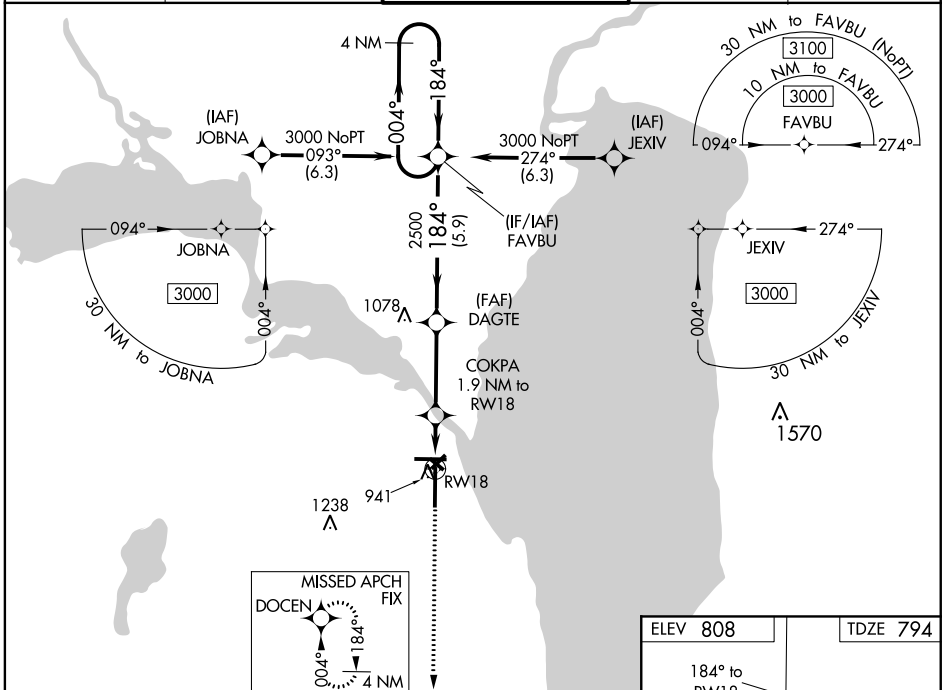 4 NM
004°
184°
(IAF)
JOBNA
3000 NoPT
093°
(6.3)
3000 NoPT
274°
(6.3)
(IAF)
JEXIV
30 NM to FAVBU (NoPT)
3100
10 NM to FAVBU
3000
FAVBU
094°
274°
(IF/IAF)
FAVBU
2500
184°
(5.9)
094°
JOBNA
3000
004°
30 NM to JOBNA
JEXIV
274°
3000
004°
30 NM to JEXIV
1078
(FAF)
DAGTE
COKPA
1.9 NM to
RW18
1570
RW18
941
1238
MISSED APCH
FIX
DOCEN
004°
184°
4 NM
ELEV 808
TDZE 794
184° to
RW18